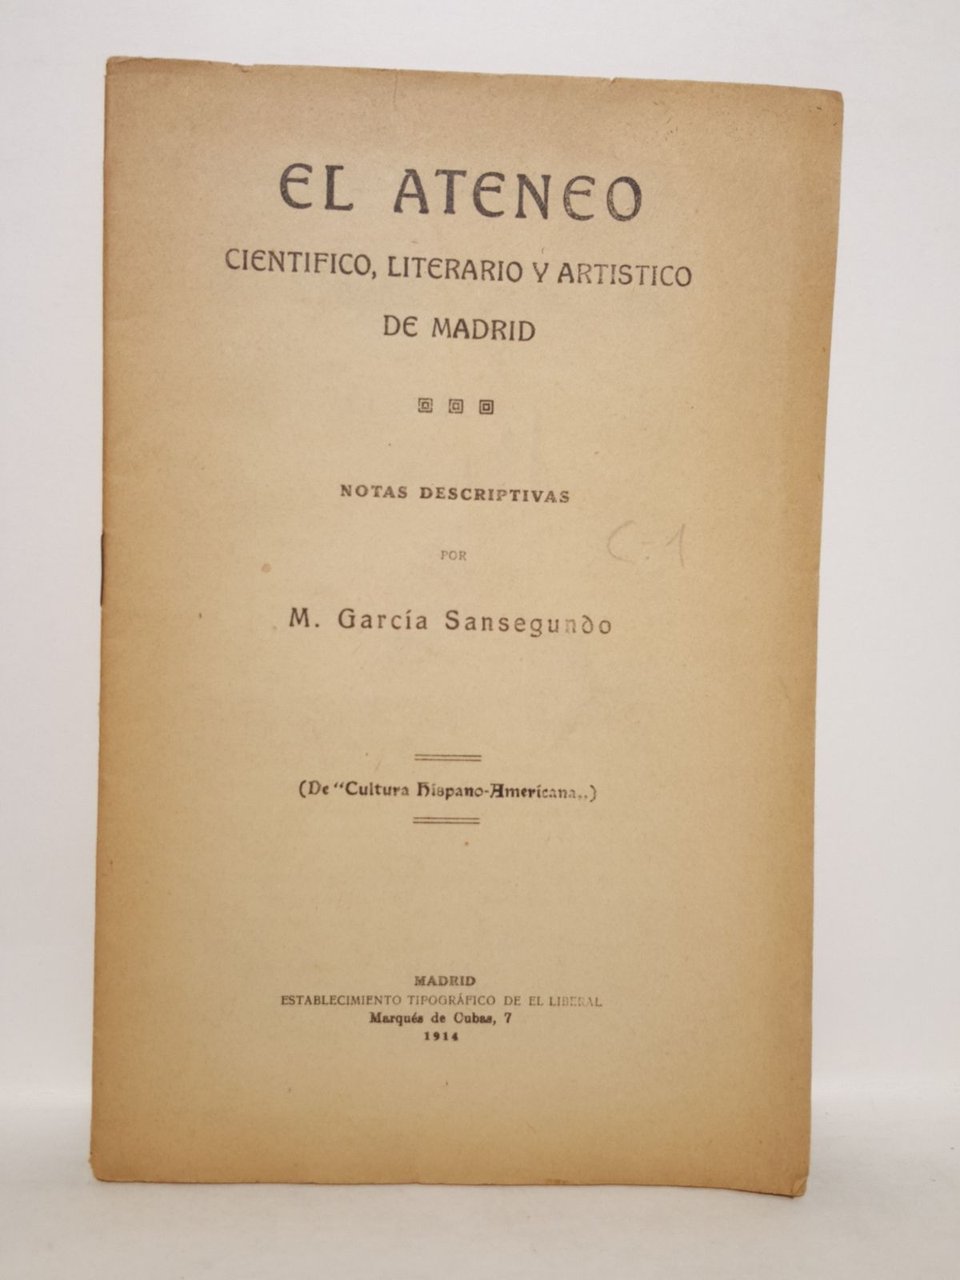 EL ATENEO
CIENTIFICO, LITERARIO Y ARTISTICO
DE MADRID
NOTAS DESCRIPTIVAS
POR
C-1
M. García Sansegundo
(De "Cultura Hispano-Americana,,)
MADRID
ESTABLECIMIENTO TIPOGRÁFICO DE EL LIBERAL
Marqués de Cubas, 7
1914